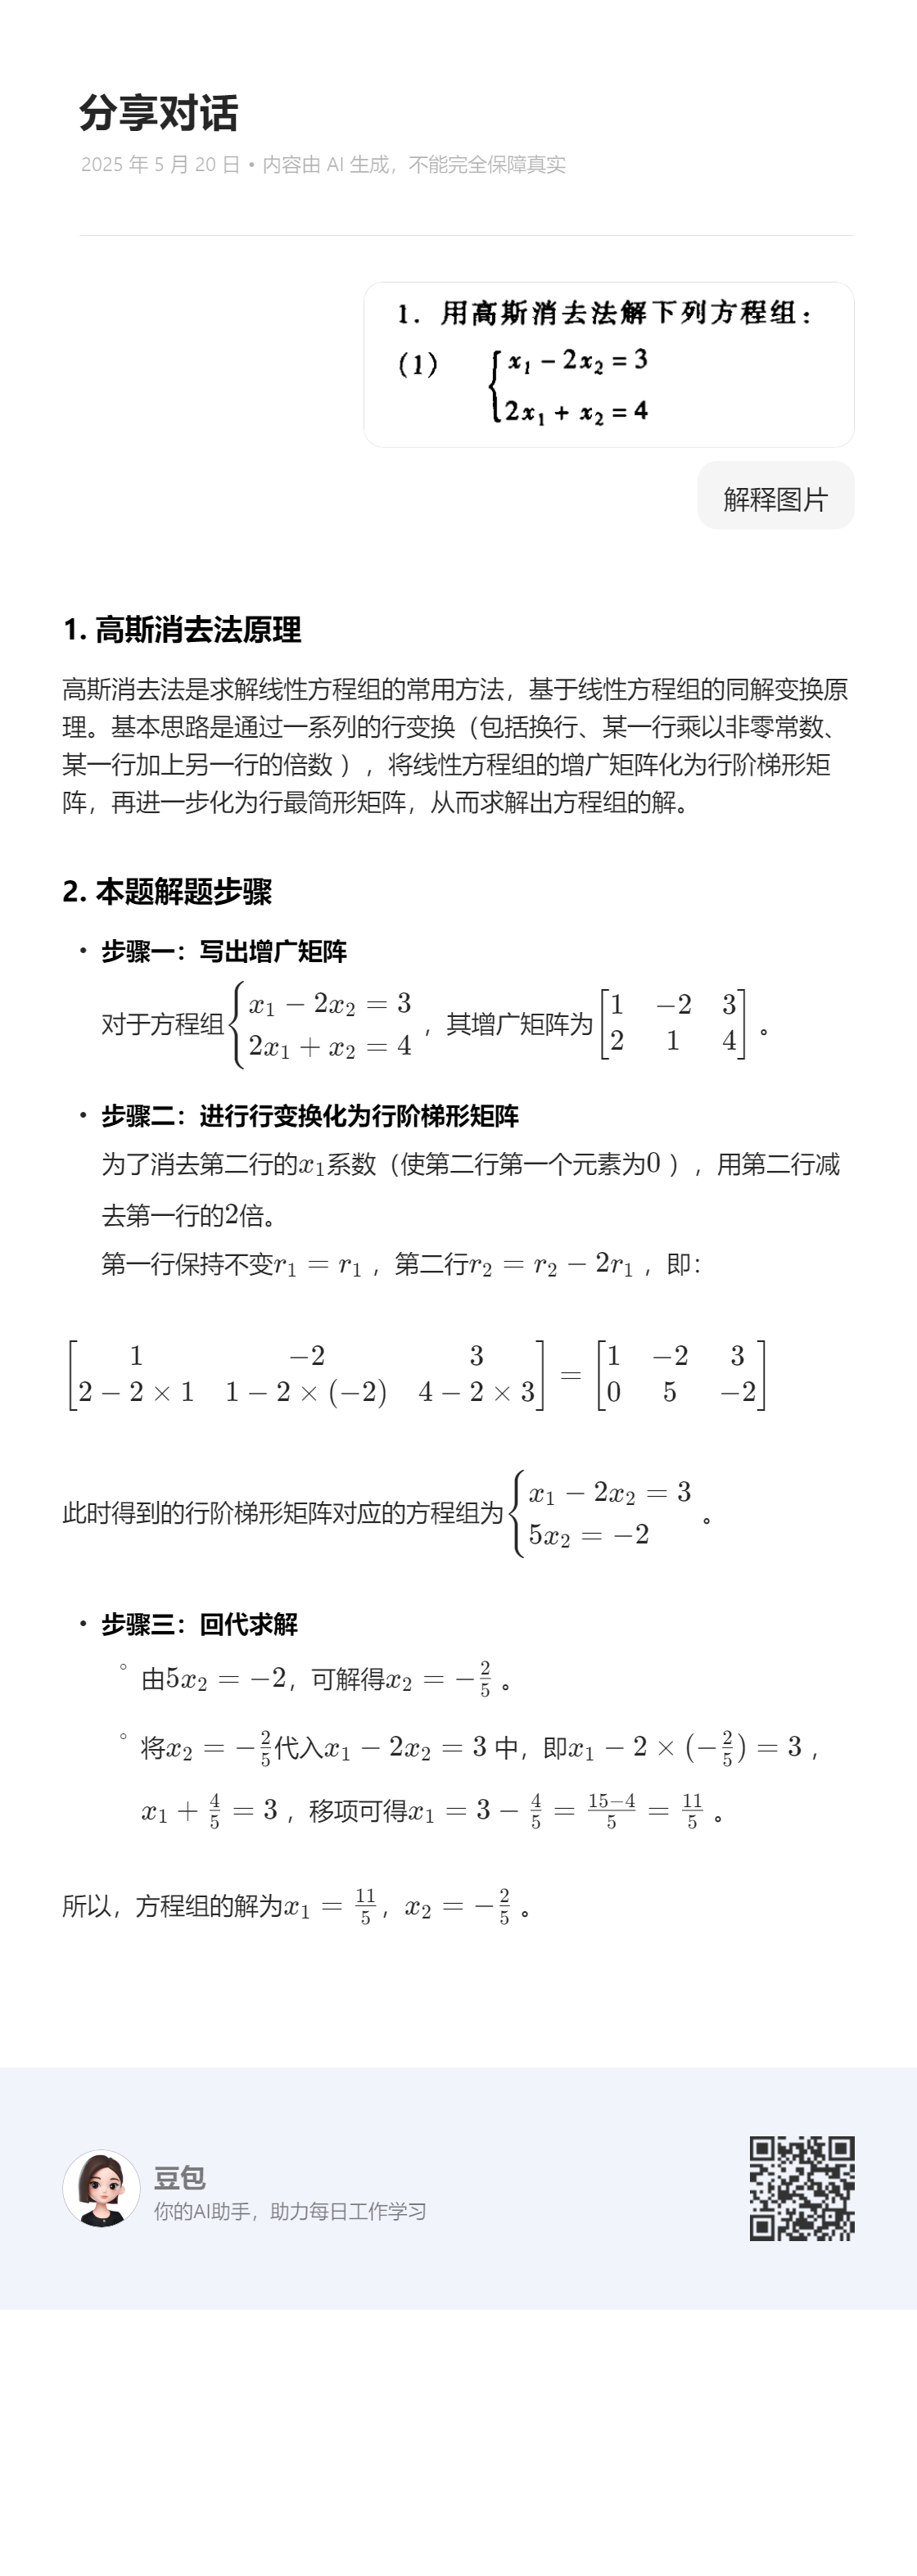 分享对话
2025 年 5 月 20 日 • 内容由 AI 生成，不能完全保障真实
1. 用高斯消去法解下列方程组：
(1) { x₁ − 2x₂ = 3
2x₁ + x₂ = 4
解释图片
1. 高斯消去法原理
高斯消去法是求解线性方程组的常用方法，基于线性方程组的同解变换原
理。基本思路是通过一系列的行变换（包括换行、某一行乘以非零常数、
某一行加上另一行的倍数 ），将线性方程组的增广矩阵化为行阶梯形矩
阵，再进一步化为行最简形矩阵，从而求解出方程组的解。
2. 本题解题步骤
• 步骤一：写出增广矩阵
对于方程组{ x₁ − 2x₂ = 3 ; 2x₁ + x₂ = 4 ，其增广矩阵为[1 −2 3 ; 2 1 4] 。
• 步骤二：进行行变换化为行阶梯形矩阵
为了消去第二行的x₁系数（使第二行第一个元素为0 ），用第二行减
去第一行的2倍。
第一行保持不变r₁ = r₁ ，第二行r₂ = r₂ − 2r₁ ，即：
[1 −2 3 ; 2 − 2 × 1 1 − 2 × (−2) 4 − 2 × 3] = [1 −2 3 ; 0 5 −2]
此时得到的行阶梯形矩阵对应的方程组为{ x₁ − 2x₂ = 3 ; 5x₂ = −2 。
• 步骤三：回代求解
◦ 由5x₂ = −2，可解得x₂ = −2/5 。
◦ 将x₂ = −2/5代入x₁ − 2x₂ = 3 中，即x₁ − 2 × (−2/5) = 3 ，
x₁ + 4/5 = 3 ，移项可得x₁ = 3 − 4/5 = (15−4)/5 = 11/5 。
所以，方程组的解为x₁ = 11/5，x₂ = −2/5 。
豆包
你的AI助手，助力每日工作学习